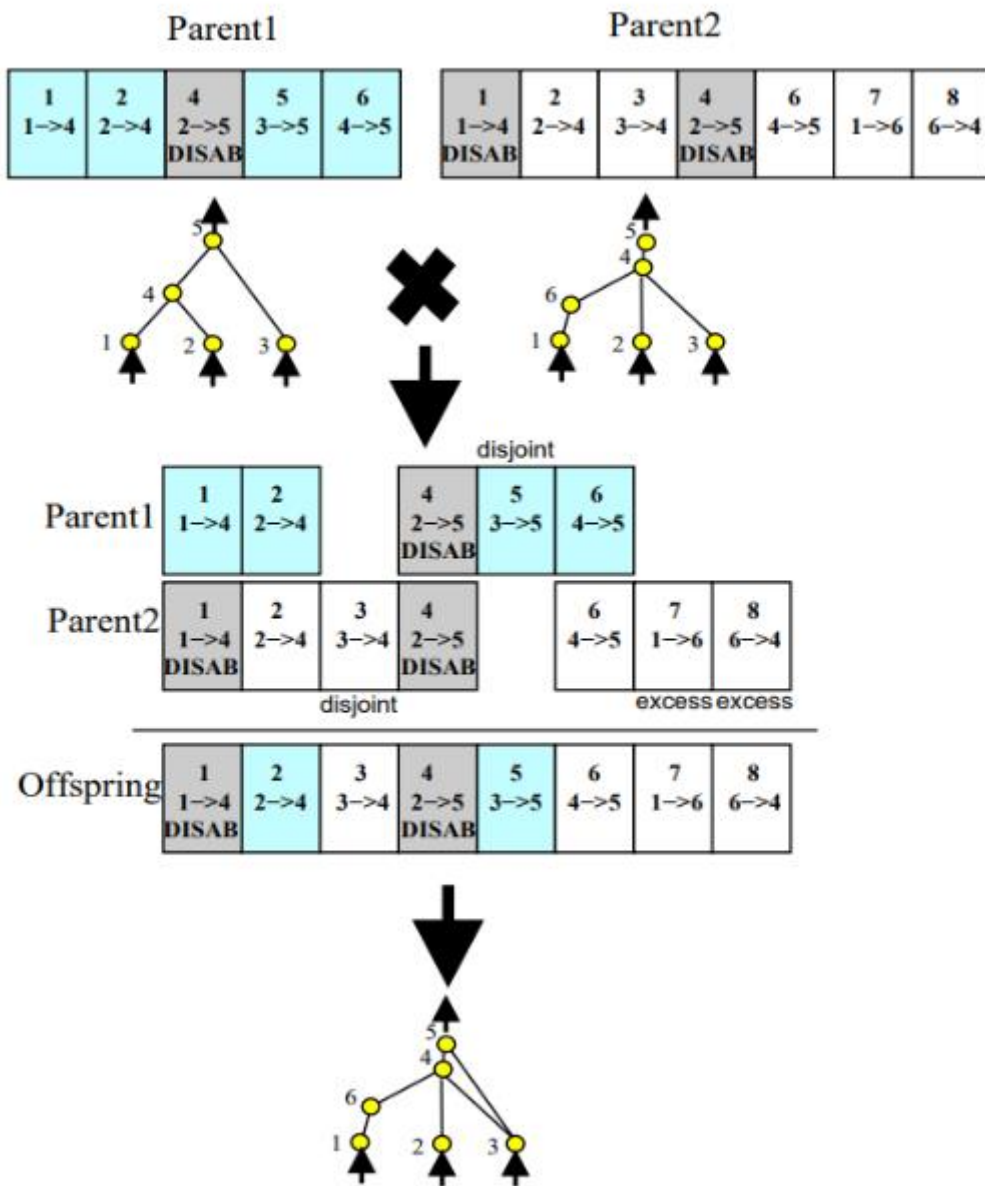 Parent1
Parent2
1 2 4 5 6
1->4 2->4 2->5 3->5 4->5
DISAB
1 2 3 4 6 7 8
1->4 2->4 3->4 2->5 4->5 1->6 6->4
DISAB DISAB
5
4
1 2 3
5
4
6
1 2 3
disjoint
Parent1
1 2 4 5 6
1->4 2->4 2->5 3->5 4->5
DISAB
Parent2
1 2 3 4 6 7 8
1->4 2->4 3->4 2->5 4->5 1->6 6->4
DISAB DISAB
disjoint excess excess
Offspring
1 2 3 4 5 6 7 8
1->4 2->4 3->4 2->5 3->5 4->5 1->6 6->4
DISAB DISAB
5
4
6
1 2 3